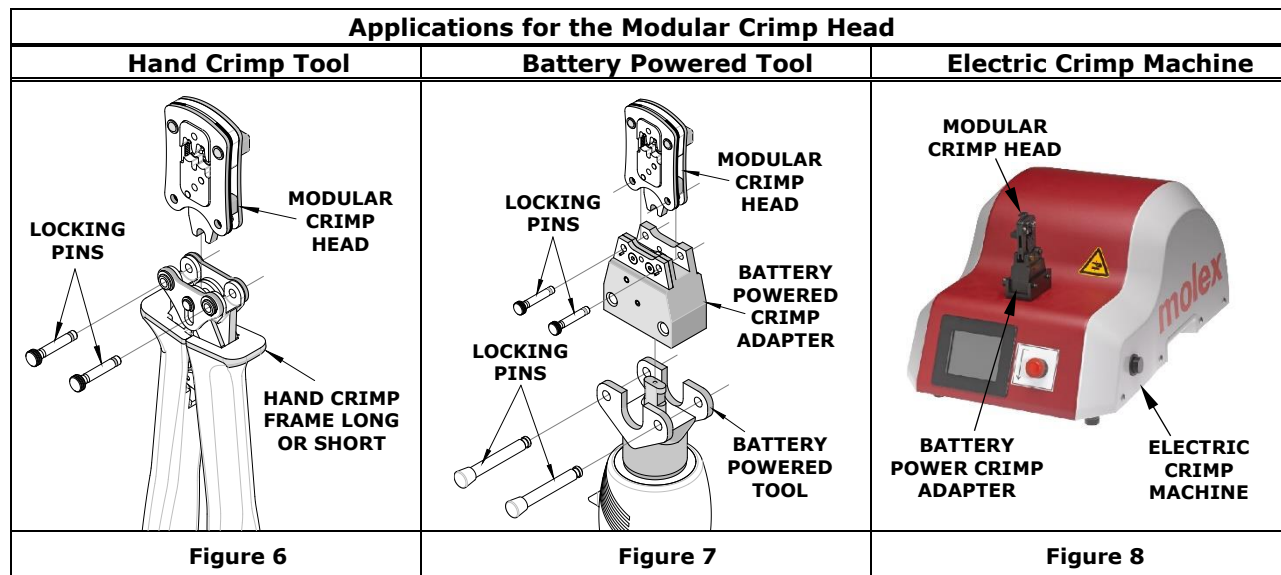 Applications for the Modular Crimp Head
Hand Crimp Tool
Battery Powered Tool
Electric Crimp Machine
MODULAR
CRIMP
HEAD
LOCKING
PINS
HAND CRIMP
FRAME LONG
OR SHORT
MODULAR
CRIMP
HEAD
LOCKING
PINS
BATTERY
POWERED
CRIMP
ADAPTER
LOCKING
PINS
BATTERY
POWERED
TOOL
MODULAR
CRIMP HEAD
molex
BATTERY
POWER CRIMP
ADAPTER
ELECTRIC
CRIMP
MACHINE
Figure 6
Figure 7
Figure 8